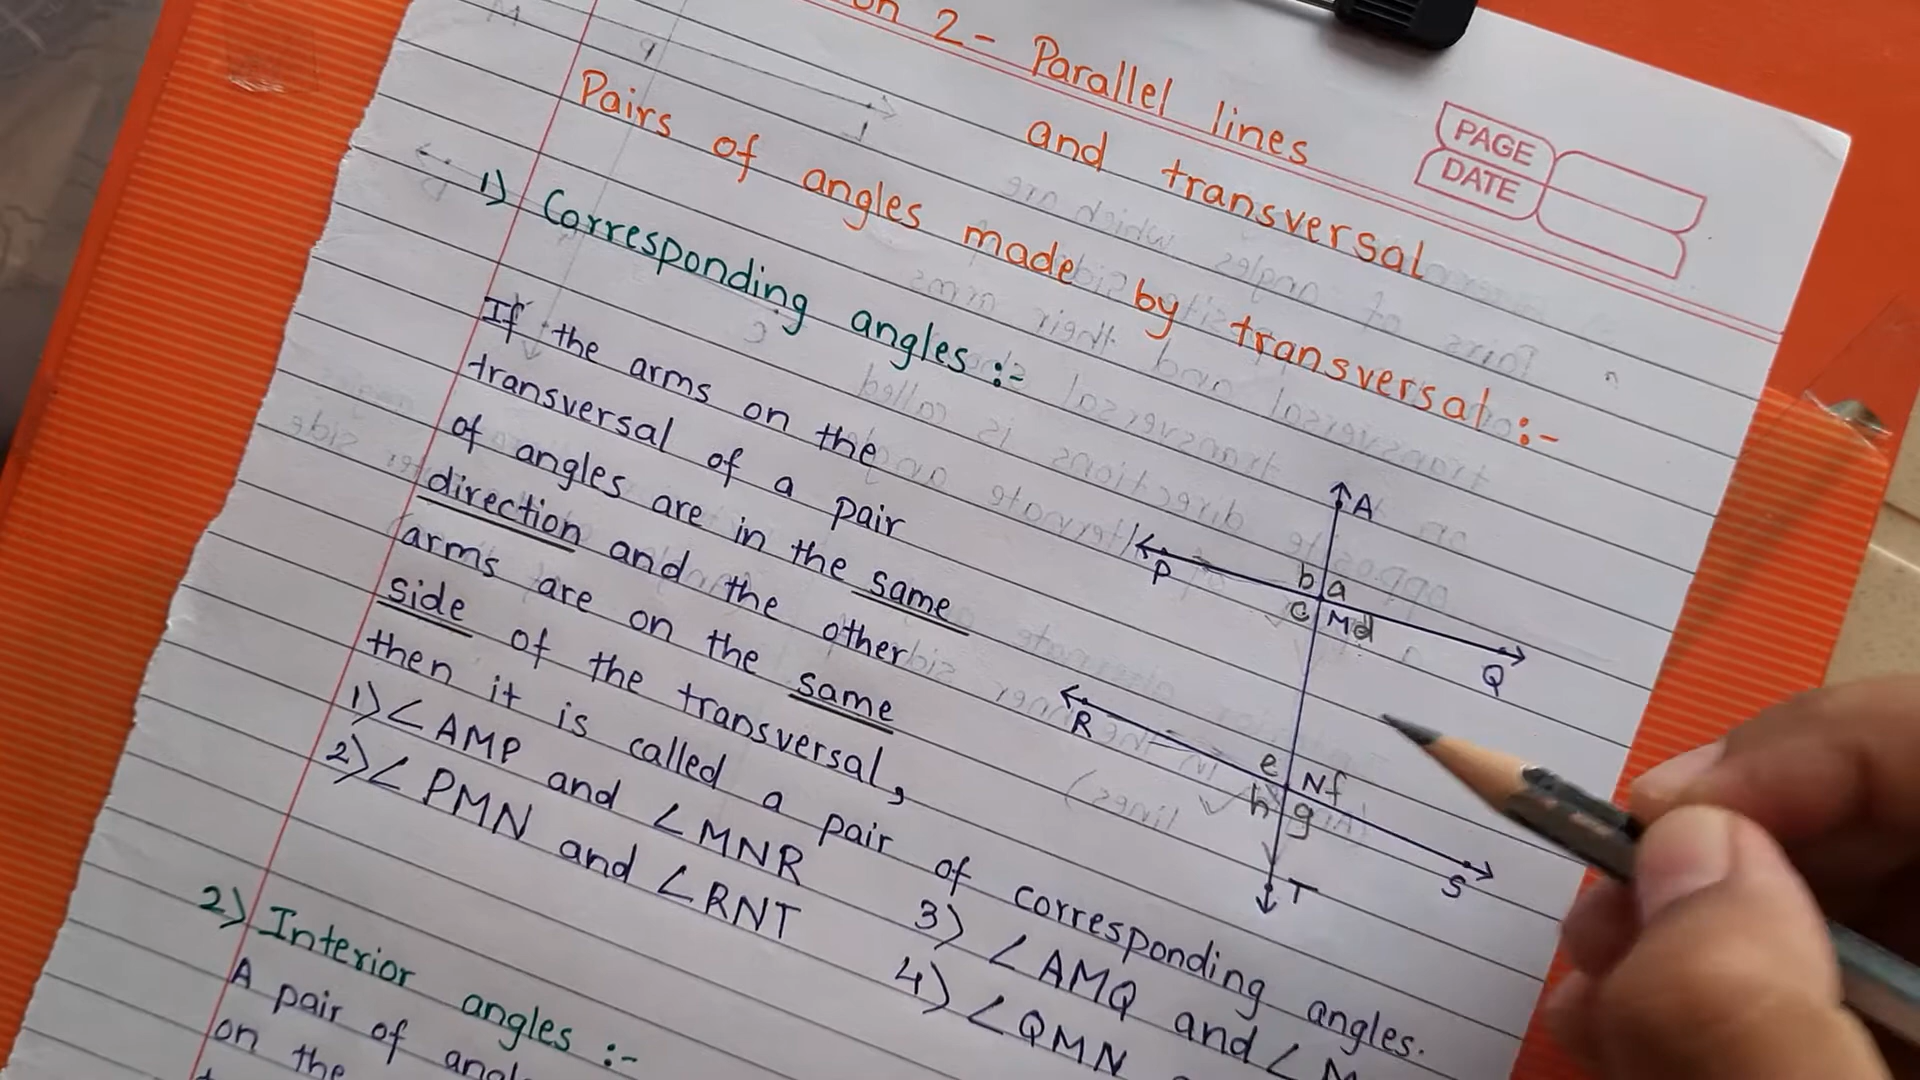 on 2- Parallel lines
and transversal
PAGE
DATE
Pairs of angles made by transversal:-
1) Corresponding angles:-
If the arms on the
transversal of a pair
of angles are in the same
direction and the other
arms are on the same
side of the transversal,
then it is called a pair of corresponding angles.
1) ∠AMP and ∠MNR
2) ∠PMN and ∠RNT
3) ∠AMQ and ∠M
4) ∠QMN
A
P
b a
c M d
Q
R
e N f
h g
S
T
2) Interior angles :-
A pair of angl
on the